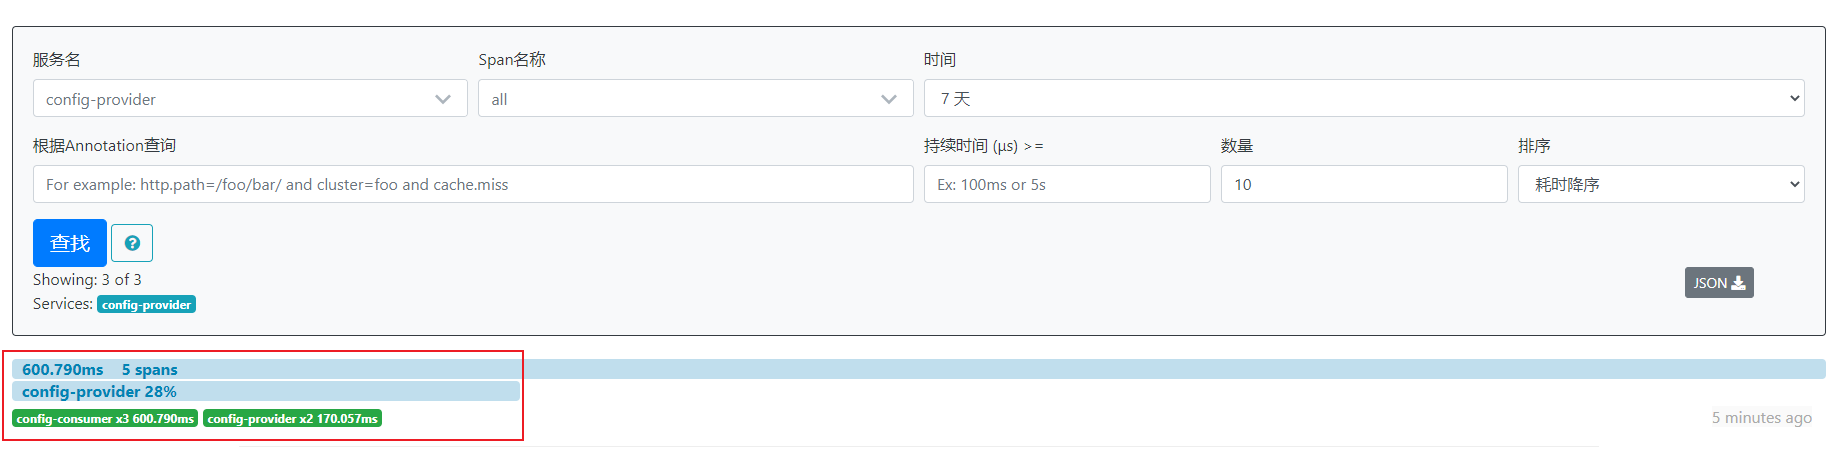 服务名 Span名称 时间
config-provider all 7 天
根据Annotation查询 持续时间 (μs) >= 数量 排序
For example: http.path=/foo/bar/ and cluster=foo and cache.miss Ex: 100ms or 5s 10 耗时降序
查找
Showing: 3 of 3
Services: config-provider
JSON
600.790ms 5 spans
config-provider 28%
config-consumer x3 600.790ms config-provider x2 170.057ms 5 minutes ago